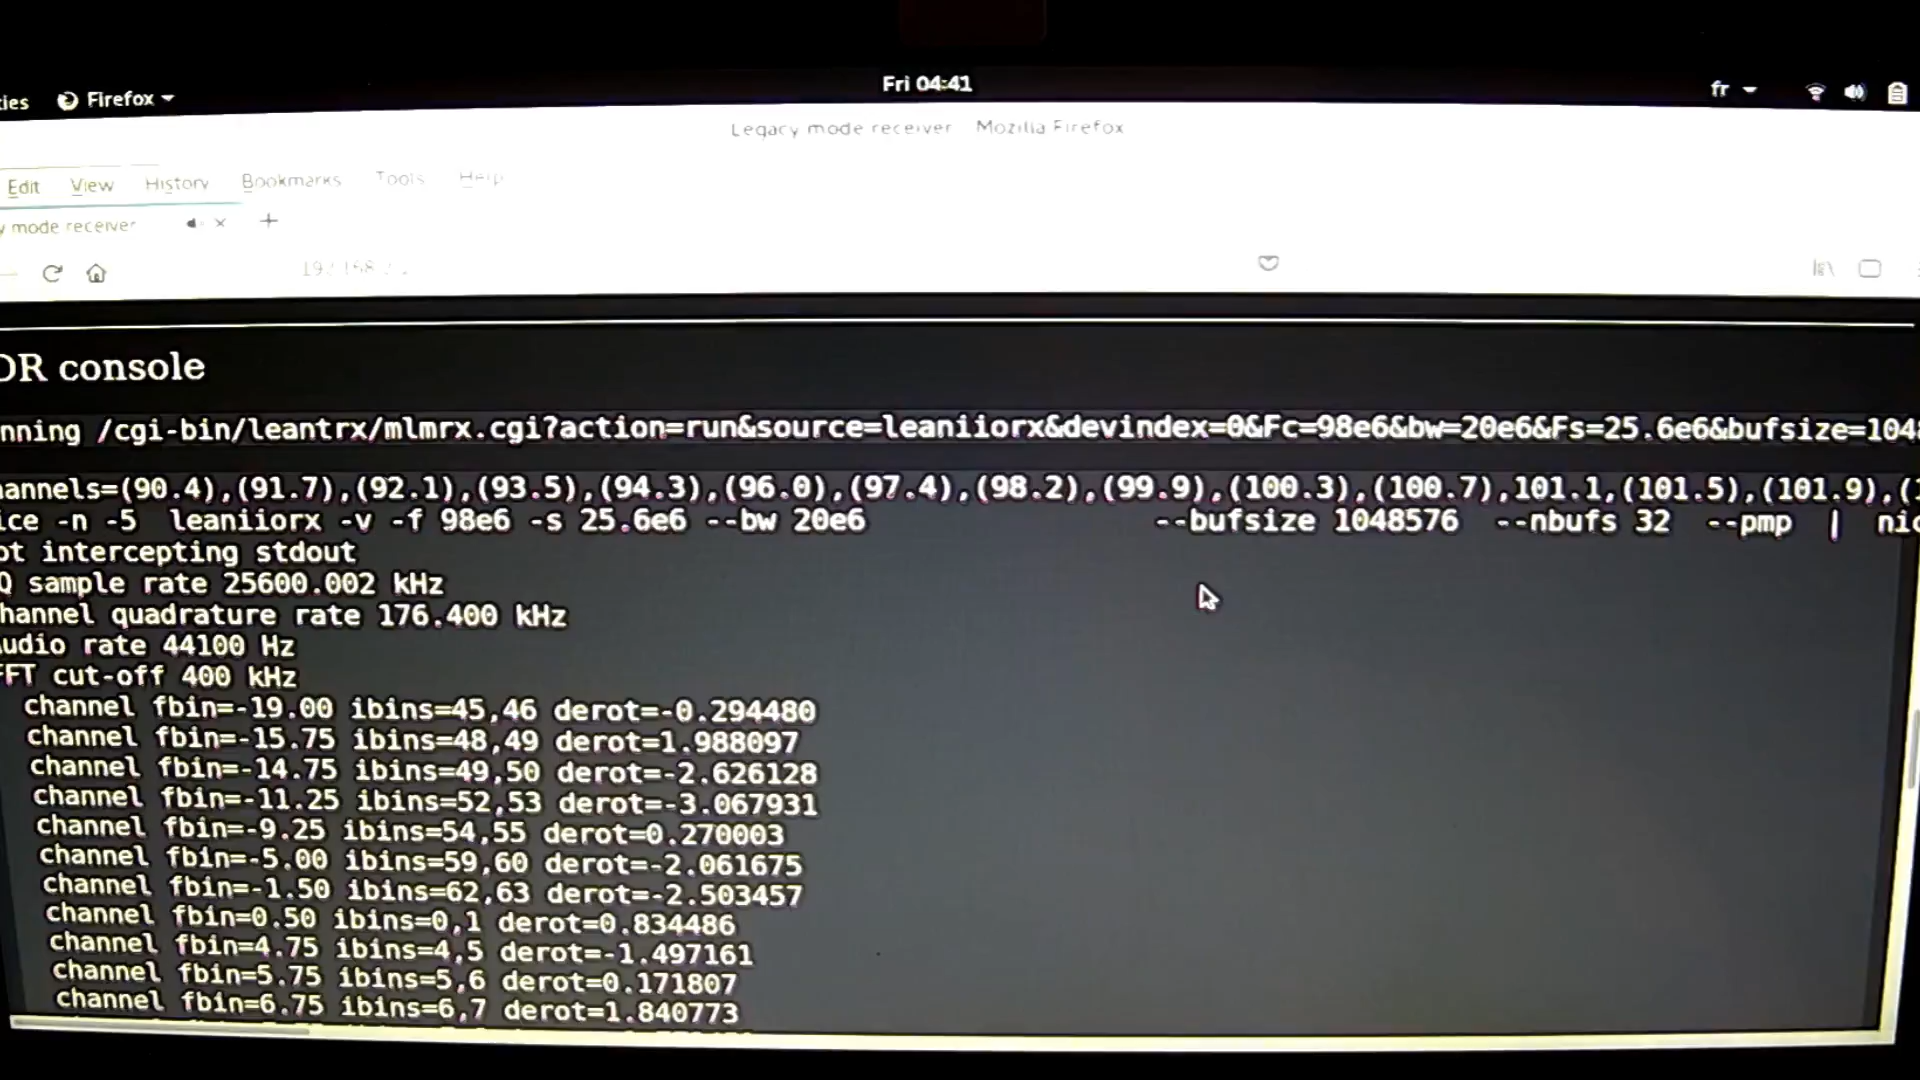 ies Firefox Fri 04:41 fr
Legacy mode receiver Mozilla Firefox
Edit View History Bookmarks Tools Help
y mode receiver
DR console
nning /cgi-bin/leantrx/mlmrx.cgi?action=run&source=leaniiorx&devindex=0&Fc=98e6&bw=20e6&Fs=25.6e6&bufsize=1048
annels=(90.4),(91.7),(92.1),(93.5),(94.3),(96.0),(97.4),(98.2),(99.9),(100.3),(100.7),101.1,(101.5),(101.9),(1
ice -n -5 leaniiorx -v -f 98e6 -s 25.6e6 --bw 20e6 --bufsize 1048576 --nbufs 32 --pmp | nic
ot intercepting stdout
Q sample rate 25600.002 kHz
hannel quadrature rate 176.400 kHz
udio rate 44100 Hz
FFT cut-off 400 kHz
channel fbin=-19.00 ibins=45,46 derot=-0.294480
channel fbin=-15.75 ibins=48,49 derot=1.988097
channel fbin=-14.75 ibins=49,50 derot=-2.626128
channel fbin=-11.25 ibins=52,53 derot=-3.067931
channel fbin=-9.25 ibins=54,55 derot=0.270003
channel fbin=-5.00 ibins=59,60 derot=-2.061675
channel fbin=-1.50 ibins=62,63 derot=-2.503457
channel fbin=0.50 ibins=0,1 derot=0.834486
channel fbin=4.75 ibins=4,5 derot=-1.497161
channel fbin=5.75 ibins=5,6 derot=0.171807
channel fbin=6.75 ibins=6,7 derot=1.840773